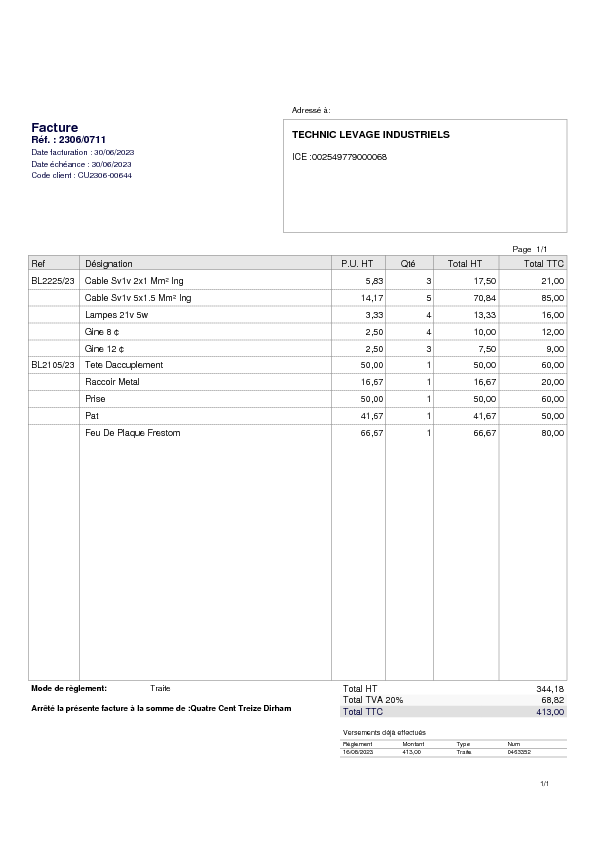 Adressé à:
Facture
Réf. : 2306/0711
Date facturation : 30/06/2023
Date échéance : 30/06/2023
Code client : CU2306-00644
TECHNIC LEVAGE INDUSTRIELS
ICE :002549779000068
Page 1/1
Ref Désignation P.U. HT Qté Total HT Total TTC
BL2225/23 Cable Sv1v 2x1 Mm² Ing 5,83 3 17,50 21,00
Cable Sv1v 5x1.5 Mm² Ing 14,17 5 70,84 85,00
Lampes 21v 5w 3,33 4 13,33 16,00
Gine 8 ¢ 2,50 4 10,00 12,00
Gine 12 ¢ 2,50 3 7,50 9,00
BL2105/23 Tete Daccuplement 50,00 1 50,00 60,00
Raccoir Metal 16,67 1 16,67 20,00
Prise 50,00 1 50,00 60,00
Pat 41,67 1 41,67 50,00
Feu De Plaque Frestom 66,67 1 66,67 80,00
Mode de règlement: Traite
Total HT 344,18
Total TVA 20% 68,82
Arrêté la présente facture à la somme de :Quatre Cent Treize Dirham
Total TTC 413,00
Versements déjà effectués
Règlement Montant Type Num
16/08/2023 413,00 Traite 0463352
1/1